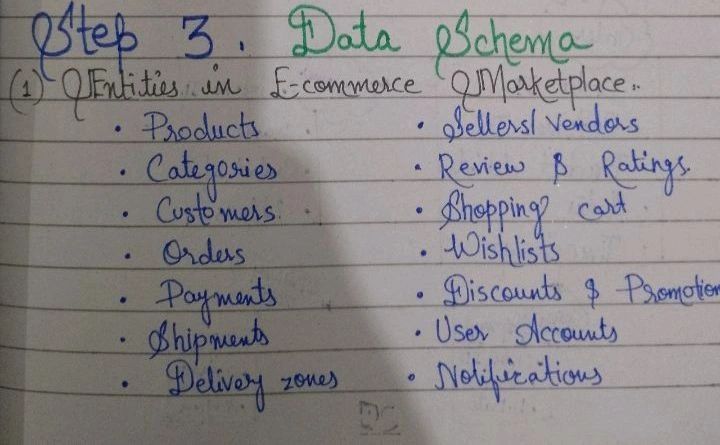 Step 3. Data Schema
(1) Entities in E-commerce Marketplace..
• Products
• Categories
• Customers
• Orders
• Payments
• Shipments
• Delivery zones
• Sellers/ Vendors
• Review & Ratings.
• Shopping cart
• Wishlists
• Discounts & Promotion
• User Accounts
• Notifications